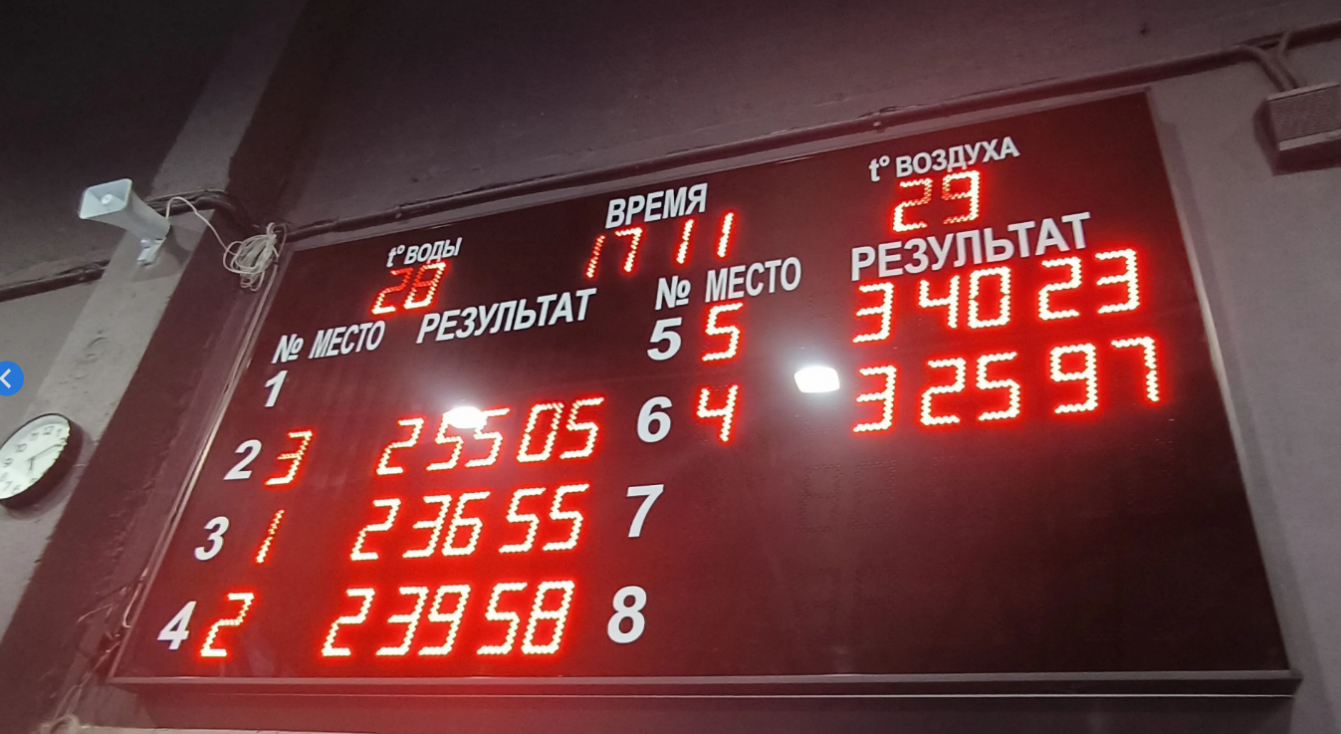 t° ВОДЫ
28
ВРЕМЯ
17 11
t° ВОЗДУХА
29
№ МЕСТО РЕЗУЛЬТАТ
1
2 3 2 55 05
3 1 2 36 55
4 2 2 39 58
№ МЕСТО РЕЗУЛЬТАТ
5 5 3 40 23
6 4 3 25 97
7
8